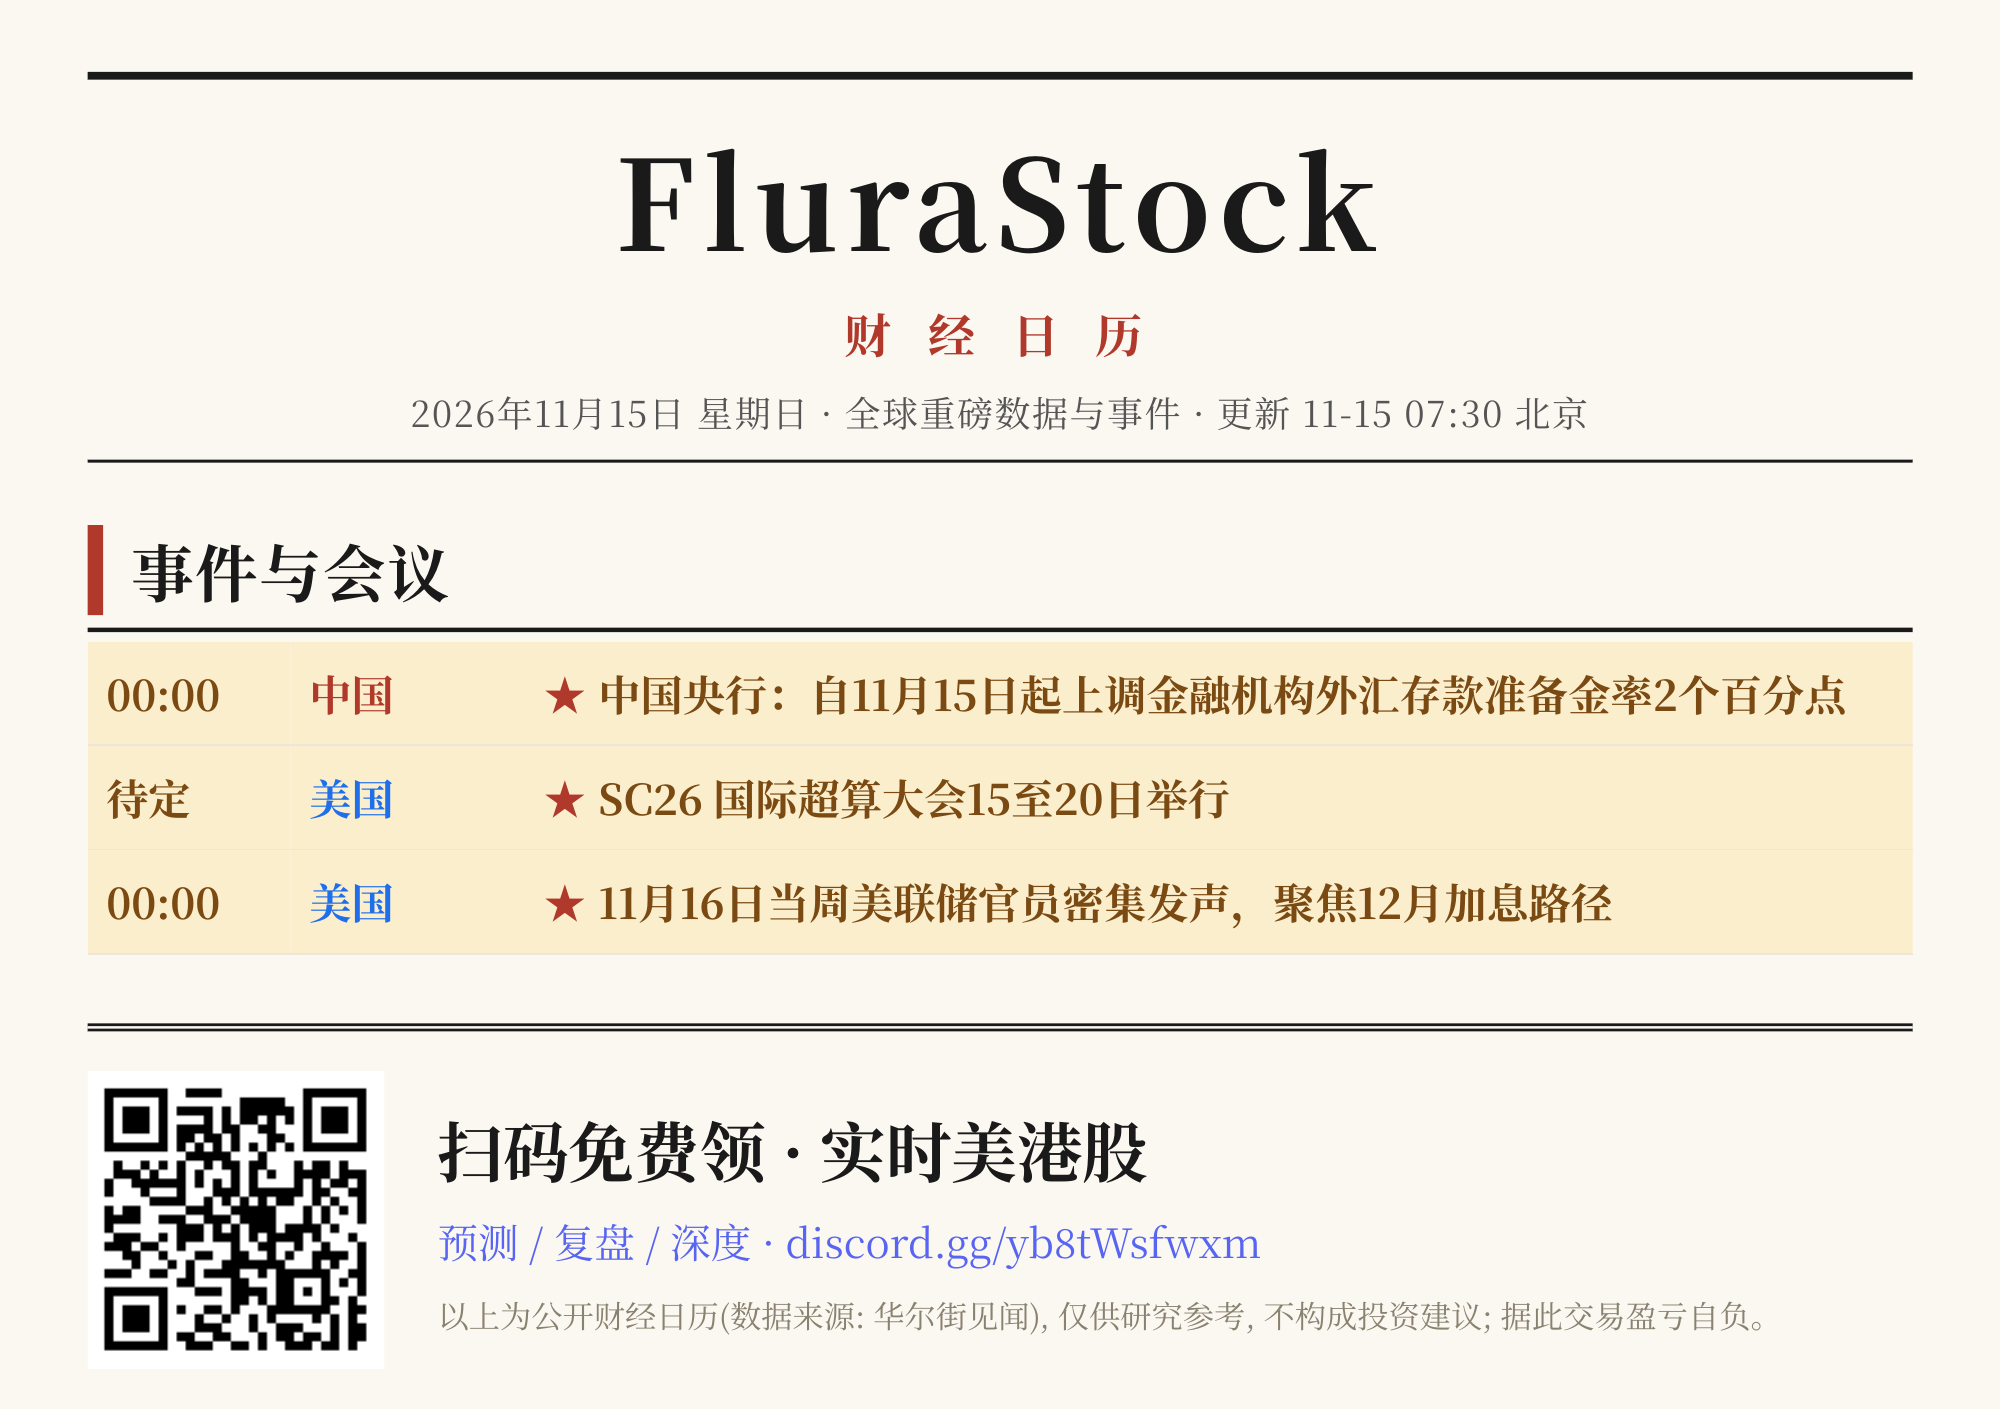 FluraStock
财经日历
2026年11月15日 星期日 · 全球重磅数据与事件 · 更新 11-15 07:30 北京
事件与会议
00:00 中国 ★ 中国央行：自11月15日起上调金融机构外汇存款准备金率2个百分点
待定 美国 ★ SC26 国际超算大会15至20日举行
00:00 美国 ★ 11月16日当周美联储官员密集发声，聚焦12月加息路径
扫码免费领 · 实时美港股
预测 / 复盘 / 深度 · discord.gg/yb8tWsfwxm
以上为公开财经日历(数据来源: 华尔街见闻), 仅供研究参考, 不构成投资建议; 据此交易盈亏自负。